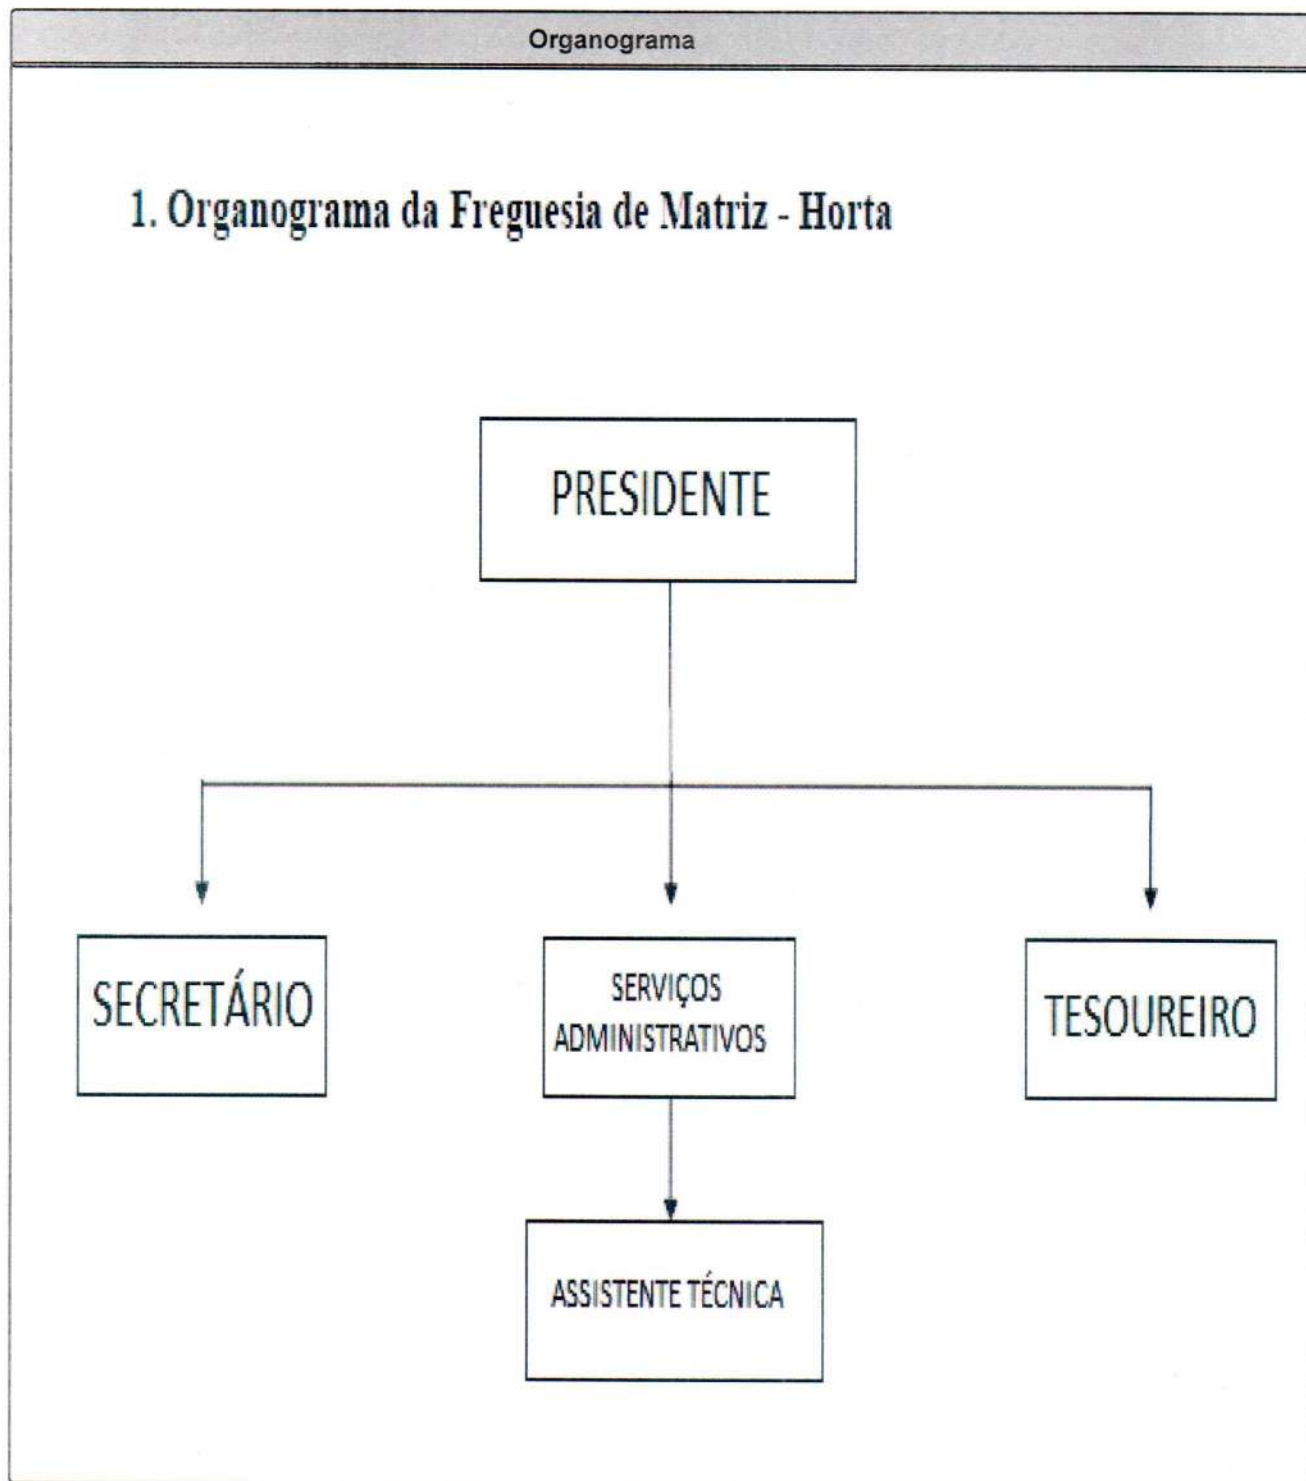 Organograma
1. Organograma da Freguesia de Matriz - Horta
PRESIDENTE
SECRETÁRIO
SERVIÇOS
ADMINISTRATIVOS
TESOUREIRO
ASSISTENTE TÉCNICA